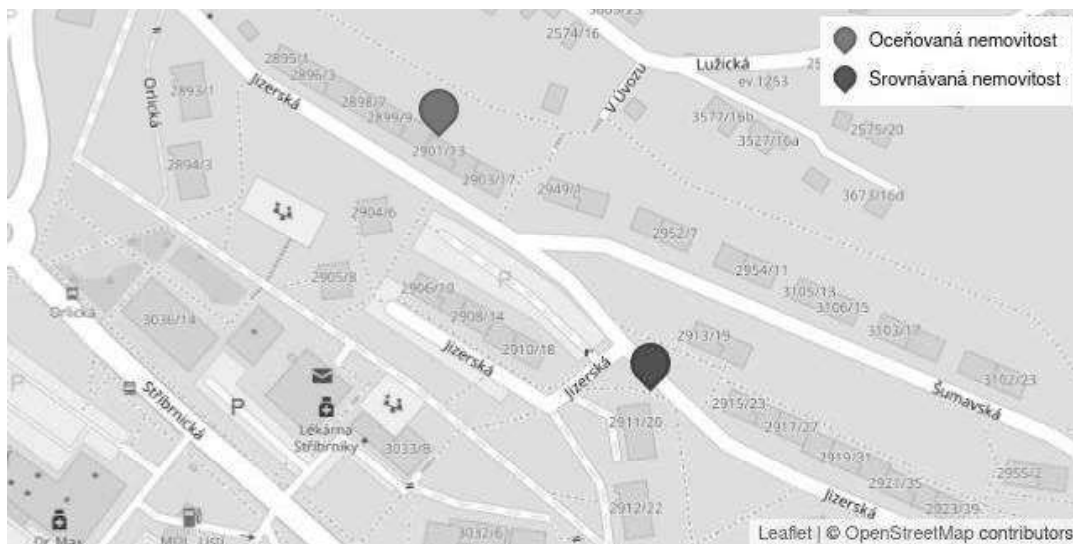 2574/16
Oceňovaná nemovitost
Srovnávaná nemovitost
2895/1
2896/3
Lužická
ev.1253
Jizerská
Orlická
2893/1
2898/7
2899/9
V Úvozu
3577/16b
3527/16a
2575/20
2901/13
2894/3
2903/17
2949/1
3673/16d
2904/6
2952/7
2954/11
2905/8
P
3105/13
3106/15
2906/10
Orlická
3036/14
2908/14
3103/17
2913/19
2910/18
Jizerská
Jizerská
3102/23
P
P
Šumavská
Stříbrnická
2915/23
2911/20
2917/27
Lékárna
Stříbrníky
3033/8
2919/31
2955/2
2921/35
2912/22
Jizerská
2923/39
Dr.Max
3032/6
Leaflet | © OpenStreetMap contributors